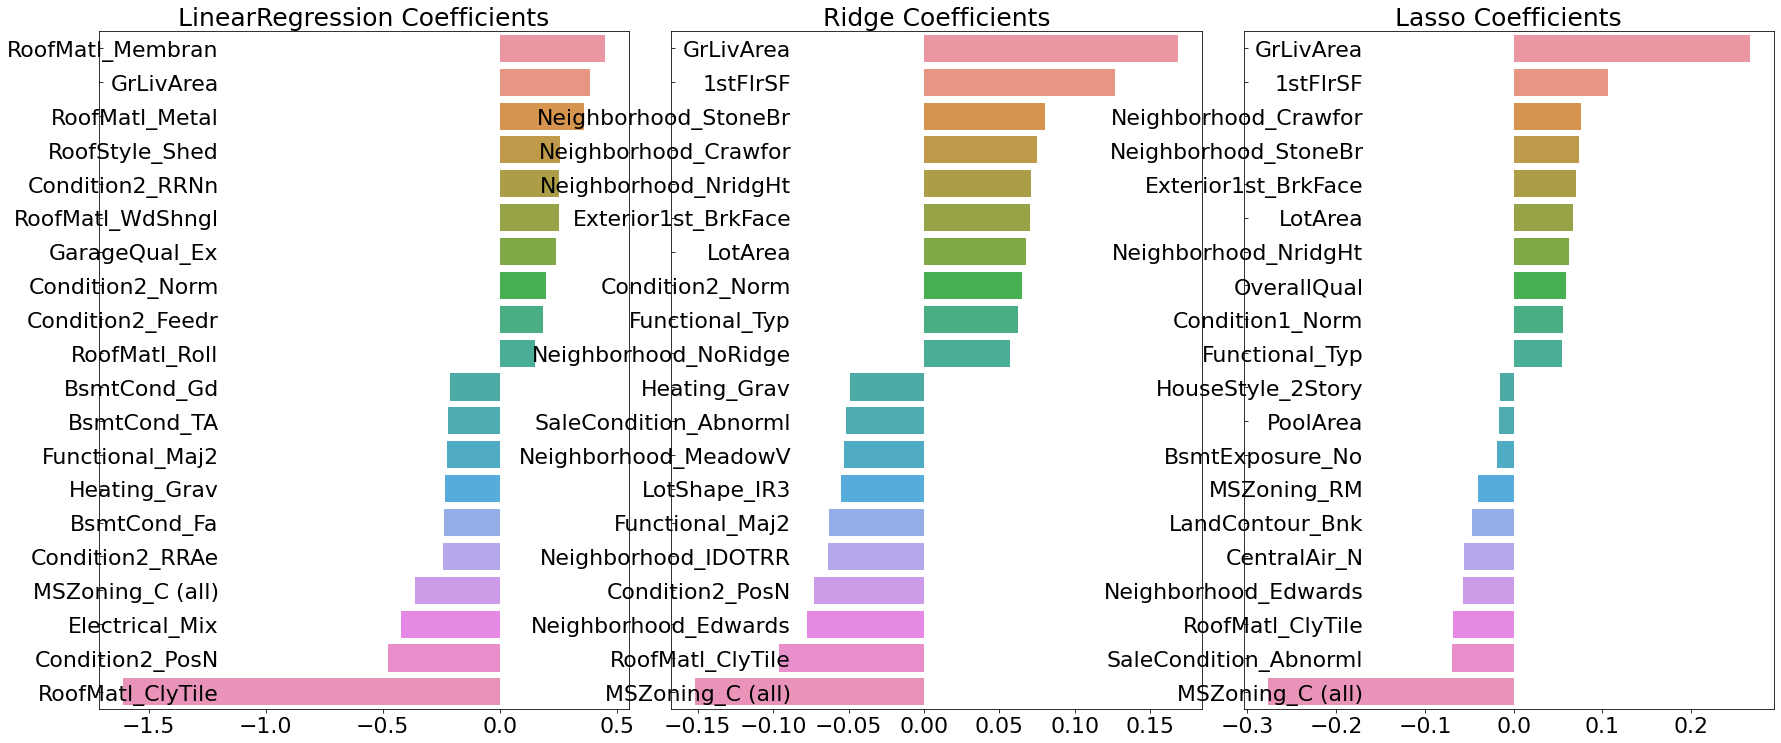 LinearRegression Coefficients
RoofMatl_Membran
GrLivArea
RoofMatl_Metal
RoofStyle_Shed
Condition2_RRNn
RoofMatl_WdShngl
GarageQual_Ex
Condition2_Norm
Condition2_Feedr
RoofMatl_Roll
BsmtCond_Gd
BsmtCond_TA
Functional_Maj2
Heating_Grav
BsmtCond_Fa
Condition2_RRAe
MSZoning_C (all)
Electrical_Mix
Condition2_PosN
RoofMatl_ClyTile
−1.5 −1.0 −0.5 0.0 0.5
Ridge Coefficients
GrLivArea
1stFlrSF
Neighborhood_StoneBr
Neighborhood_Crawfor
Neighborhood_NridgHt
Exterior1st_BrkFace
LotArea
Condition2_Norm
Functional_Typ
Neighborhood_NoRidge
Heating_Grav
SaleCondition_Abnorml
Neighborhood_MeadowV
LotShape_IR3
Functional_Maj2
Neighborhood_IDOTRR
Condition2_PosN
Neighborhood_Edwards
RoofMatl_ClyTile
MSZoning_C (all)
−0.15 −0.10 −0.05 0.00 0.05 0.10 0.15
Lasso Coefficients
GrLivArea
1stFlrSF
Neighborhood_Crawfor
Neighborhood_StoneBr
Exterior1st_BrkFace
LotArea
Neighborhood_NridgHt
OverallQual
Condition1_Norm
Functional_Typ
HouseStyle_2Story
PoolArea
BsmtExposure_No
MSZoning_RM
LandContour_Bnk
CentralAir_N
Neighborhood_Edwards
RoofMatl_ClyTile
SaleCondition_Abnorml
MSZoning_C (all)
−0.3 −0.2 −0.1 0.0 0.1 0.2